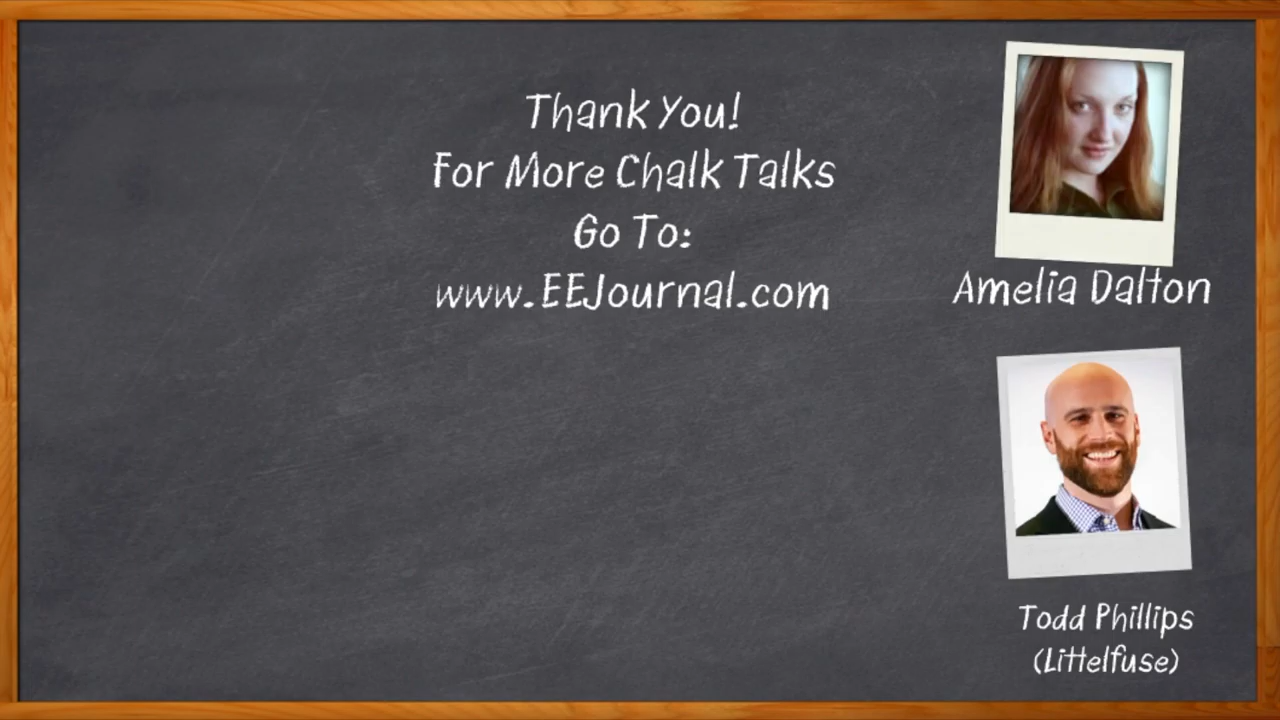 Thank You!
For More Chalk Talks
Go To:
www.EEJournal.com
Amelia Dalton
Todd Phillips
(Littelfuse)